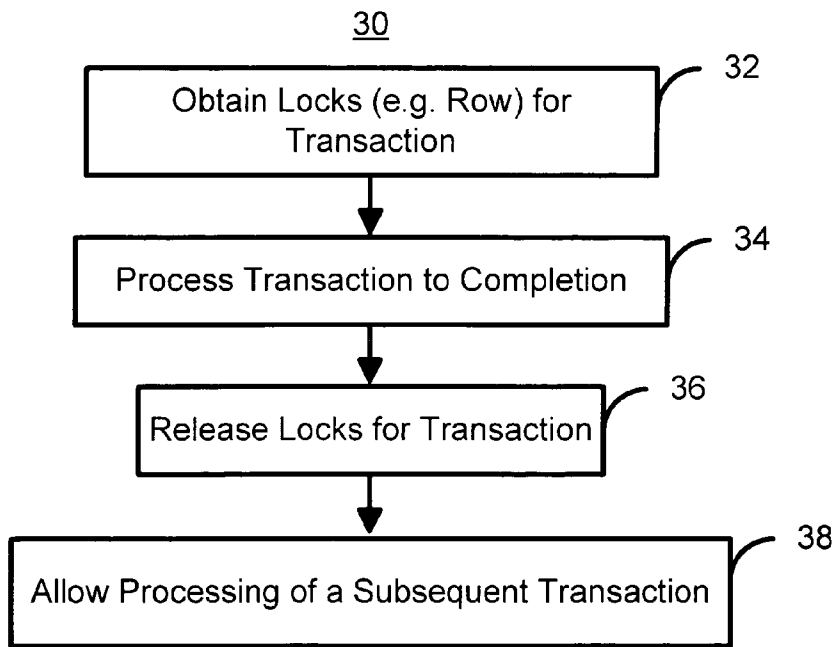 30
32
Obtain Locks (e.g. Row) for
Transaction
34
Process Transaction to Completion
36
Release Locks for Transaction
38
Allow Processing of a Subsequent Transaction